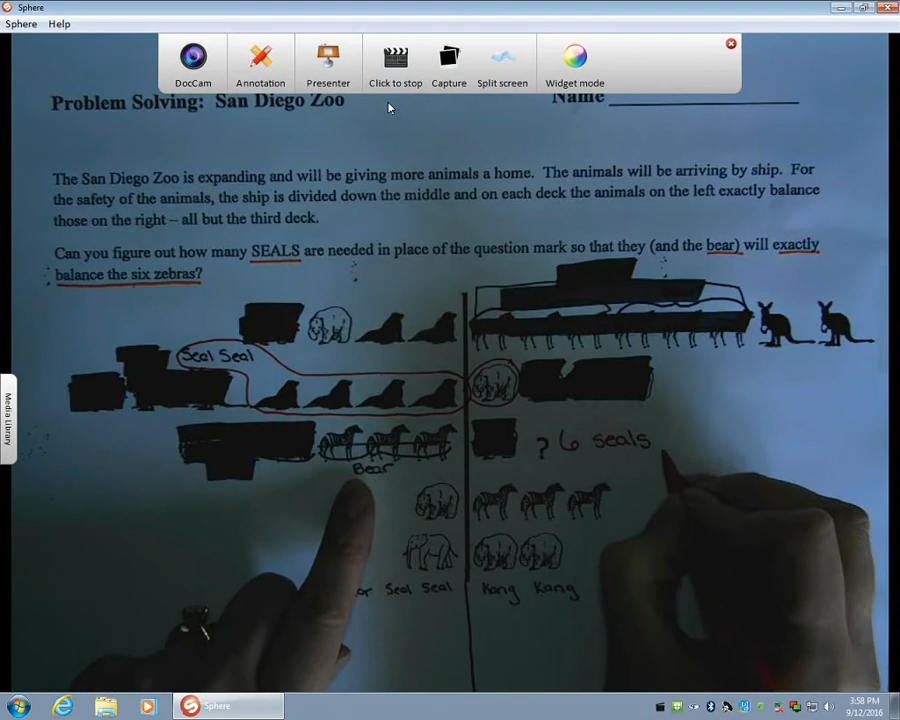 Sphere
Sphere Help
DocCam Annotation Presenter Click to stop Capture Split screen Widget mode
Problem Solving: San Diego Zoo Name
The San Diego Zoo is expanding and will be giving more animals a home. The animals will be arriving by ship. For
the safety of the animals, the ship is divided down the middle and on each deck the animals on the left exactly balance
those on the right – all but the third deck.
Can you figure out how many SEALS are needed in place of the question mark so that they (and the bear) will exactly
balance the six zebras?
Seal Seal
? 6 seals
Bear
Seal Seal Kang Kang
Media Library
Sphere
3:58 PM
9/12/2016